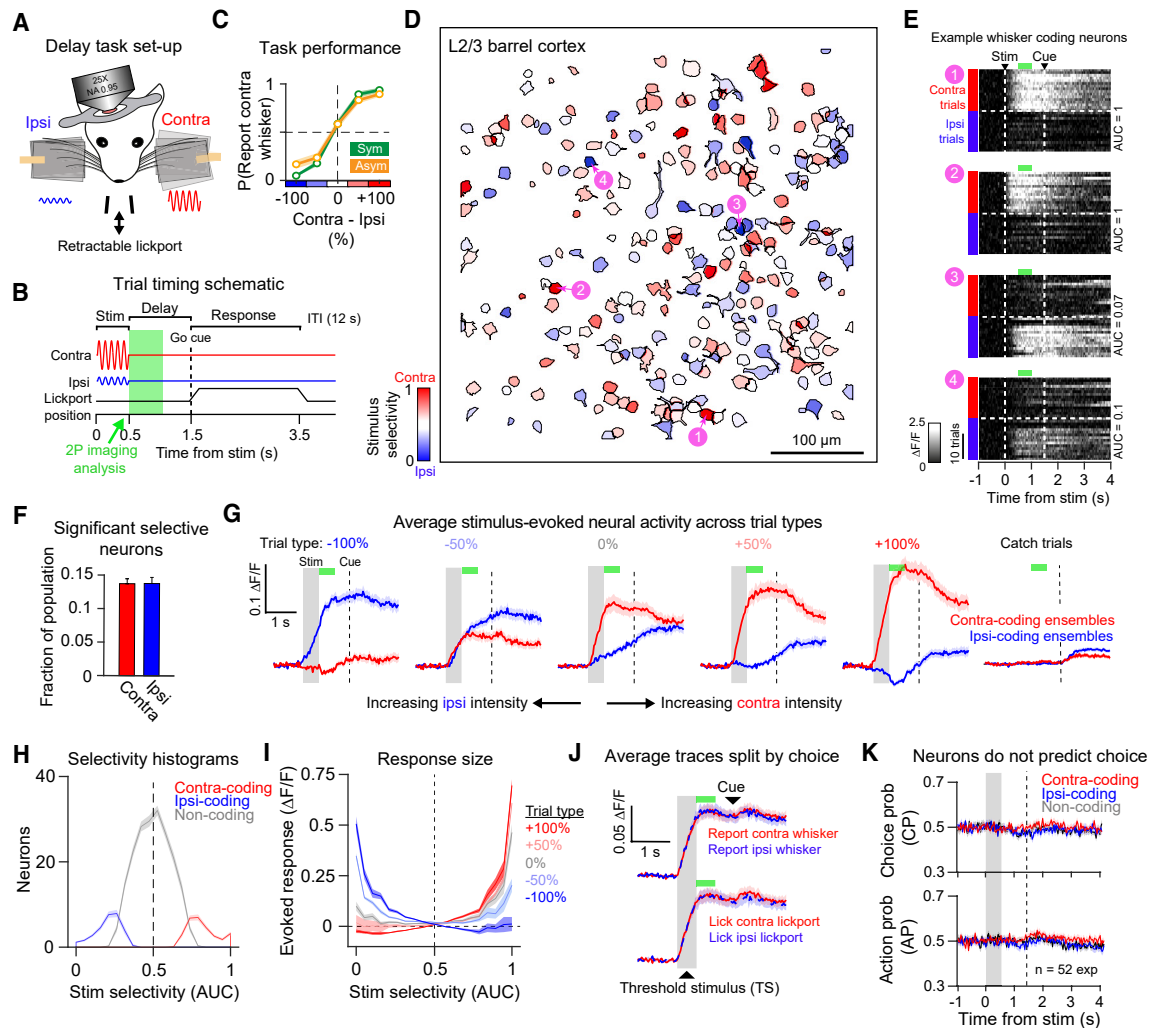 A
Delay task set-up
25X
NA 0.95
Ipsi
Contra
Retractable lickport
B
Trial timing schematic
Stim
Delay
Response
ITI (12 s)
Go cue
Contra
Ipsi
Lickport
position
0
0.5
1.5
3.5
2P imaging
analysis
Time from stim (s)
C
Task performance
P(Report contra
whisker)
1
0
Sym
Asym
-100
0
+100
Contra - Ipsi
(%)
D
L2/3 barrel cortex
4
3
2
1
Contra
1
Stimulus
selectivity
0
Ipsi
100 μm
E
Example whisker coding neurons
Stim
Cue
1
Contra
trials
Ipsi
trials
AUC = 1
2
AUC = 1
3
AUC = 0.07
4
AUC = 0.1
2.5
ΔF/F
0
10 trials
-1
0
1
2
3
4
Time from stim (s)
F
Significant selective
neurons
Fraction of population
0.15
0.1
0.05
0
Contra
Ipsi
G
Average stimulus-evoked neural activity across trial types
Trial type: -100%
-50%
0%
+50%
+100%
Catch trials
Stim
Cue
0.1 ΔF/F
1 s
Contra-coding ensembles
Ipsi-coding ensembles
Increasing ipsi intensity
Increasing contra intensity
H
Selectivity histograms
Contra-coding
Ipsi-coding
Non-coding
Neurons
40
20
0
0
0.5
1
Stim selectivity (AUC)
I
Response size
Evoked response (ΔF/F)
0.75
0.5
0.25
0
Trial type
+100%
+50%
0%
-50%
-100%
0
0.5
1
Stim selectivity (AUC)
J
Average traces split by choice
Cue
0.05 ΔF/F
1 s
Report contra whisker
Report ipsi whisker
Lick contra lickport
Lick ipsi lickport
Threshold stimulus (TS)
K
Neurons do not predict choice
Contra-coding
Ipsi-coding
Non-coding
Choice prob
(CP)
0.7
0.5
0.3
Action prob
(AP)
0.7
0.5
0.3
n = 52 exp
-1
0
1
2
3
4
Time from stim (s)